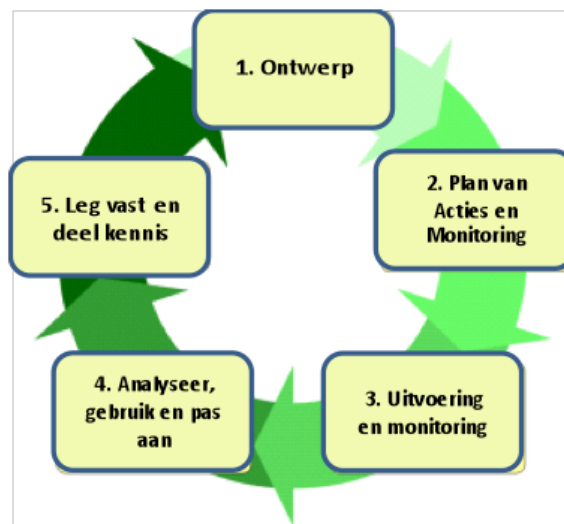 1. Ontwerp
2. Plan van
Acties en
Monitoring
3. Uitvoering
en monitoring
4. Analyseer,
gebruik en pas
aan
5. Leg vast en
deel kennis